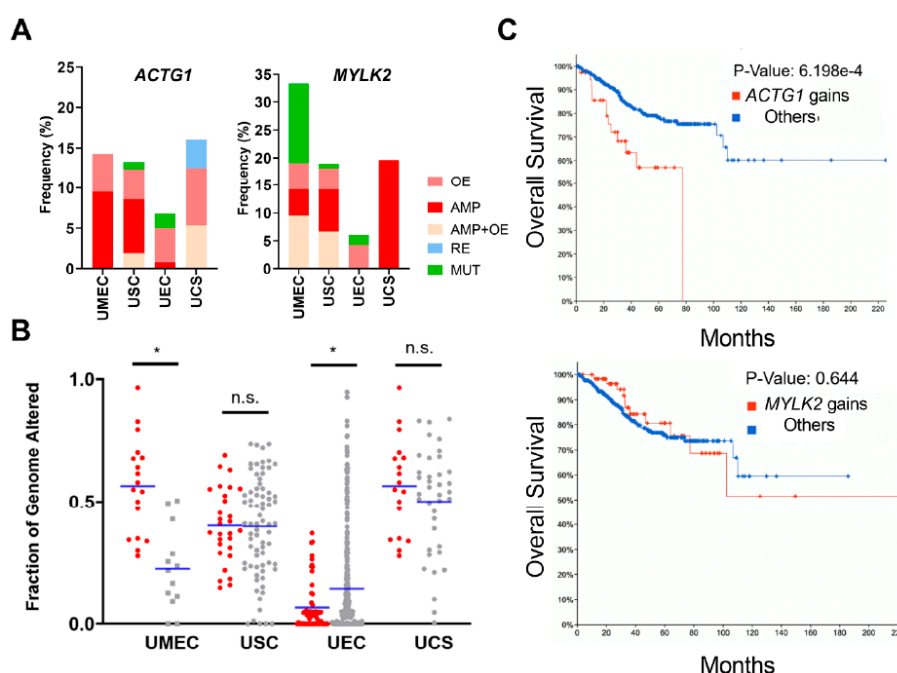 A
ACTG1
Frequency (%)
25
20
15
10
5
0
UMEC
USC
UEC
UCS
MYLK2
Frequency (%)
35
30
25
20
15
10
5
0
UMEC
USC
UEC
UCS
OE
AMP
AMP+OE
RE
MUT
B
Fraction of Genome Altered
1.0
0.5
0.0
*
n.s.
*
n.s.
UMEC
USC
UEC
UCS
C
Overall Survival
100%
90%
80%
70%
60%
50%
40%
30%
20%
10%
0%
P-Value: 6.198e-4
ACTG1 gains
Others
0 20 40 60 80 100 120 140 160 180 200 220
Months
Overall Survival
100%
90%
80%
70%
60%
50%
40%
30%
20%
10%
0%
P-Value: 0.644
MYLK2 gains
Others
0 20 40 60 80 100 120 140 160 180 200
Months